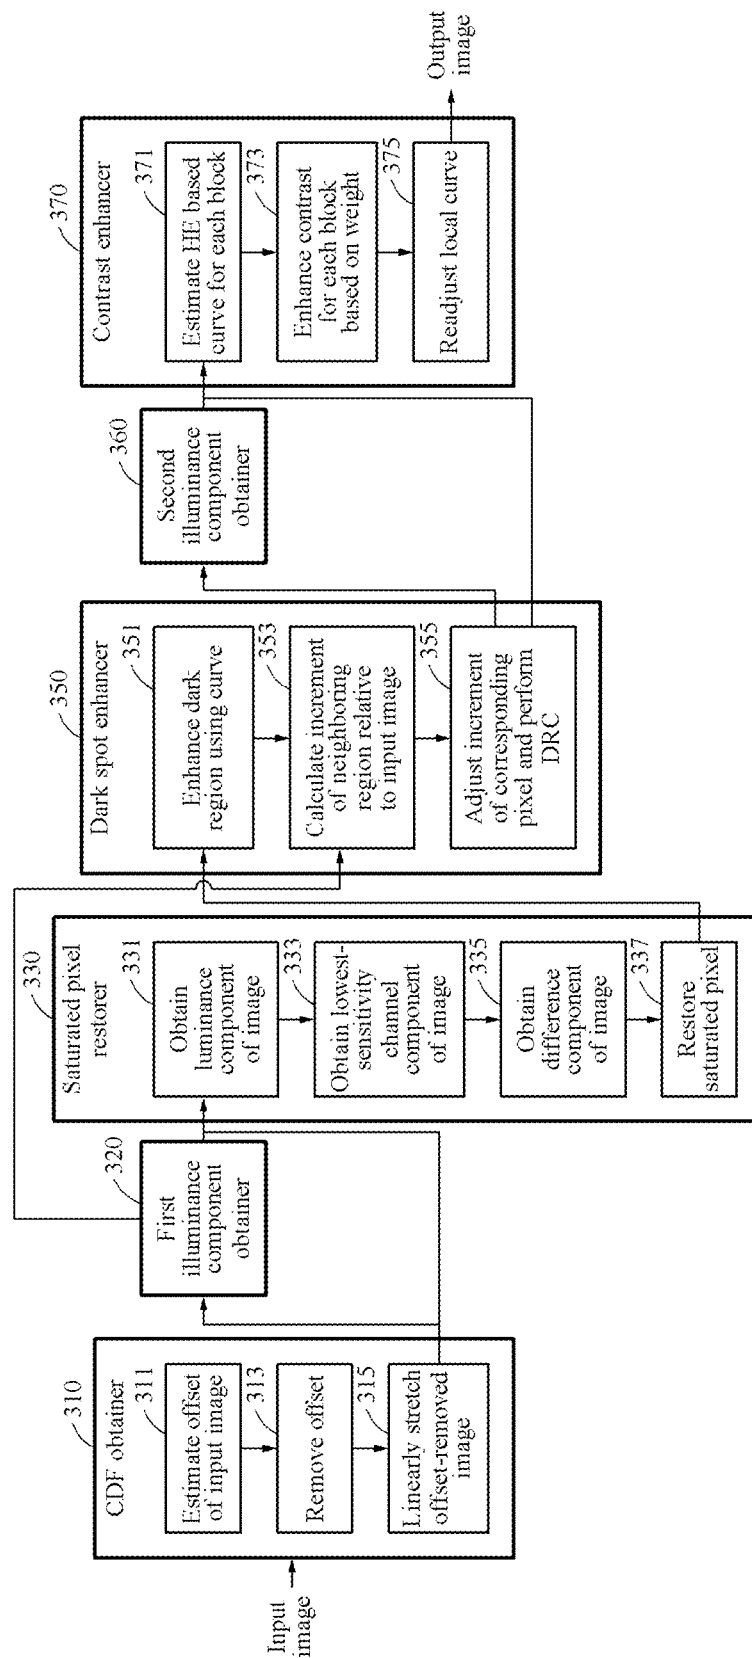 Input
image
310
CDF obtainer
311
Estimate offset
of input image
313
Remove offset
315
Linearly stretch
offset-removed
image
320
First
illuminance
component
obtainer
330
Saturated pixel
restorer
331
Obtain
luminance
component
of image
333
Obtain lowest-
sensitivity
channel
component
of image
335
Obtain
difference
component
of image
337
Restore
saturated pixel
350
Dark spot enhancer
351
Enhance dark
region using curve
353
Calculate increment
of neighboring
region relative
to input image
355
Adjust increment
of corresponding
pixel and perform
DRC
360
Second
illuminance
component
obtainer
370
Contrast enhancer
371
Estimate HE based
curve for each block
373
Enhance contrast
for each block
based on weight
375
Readjust local curve
Output
image